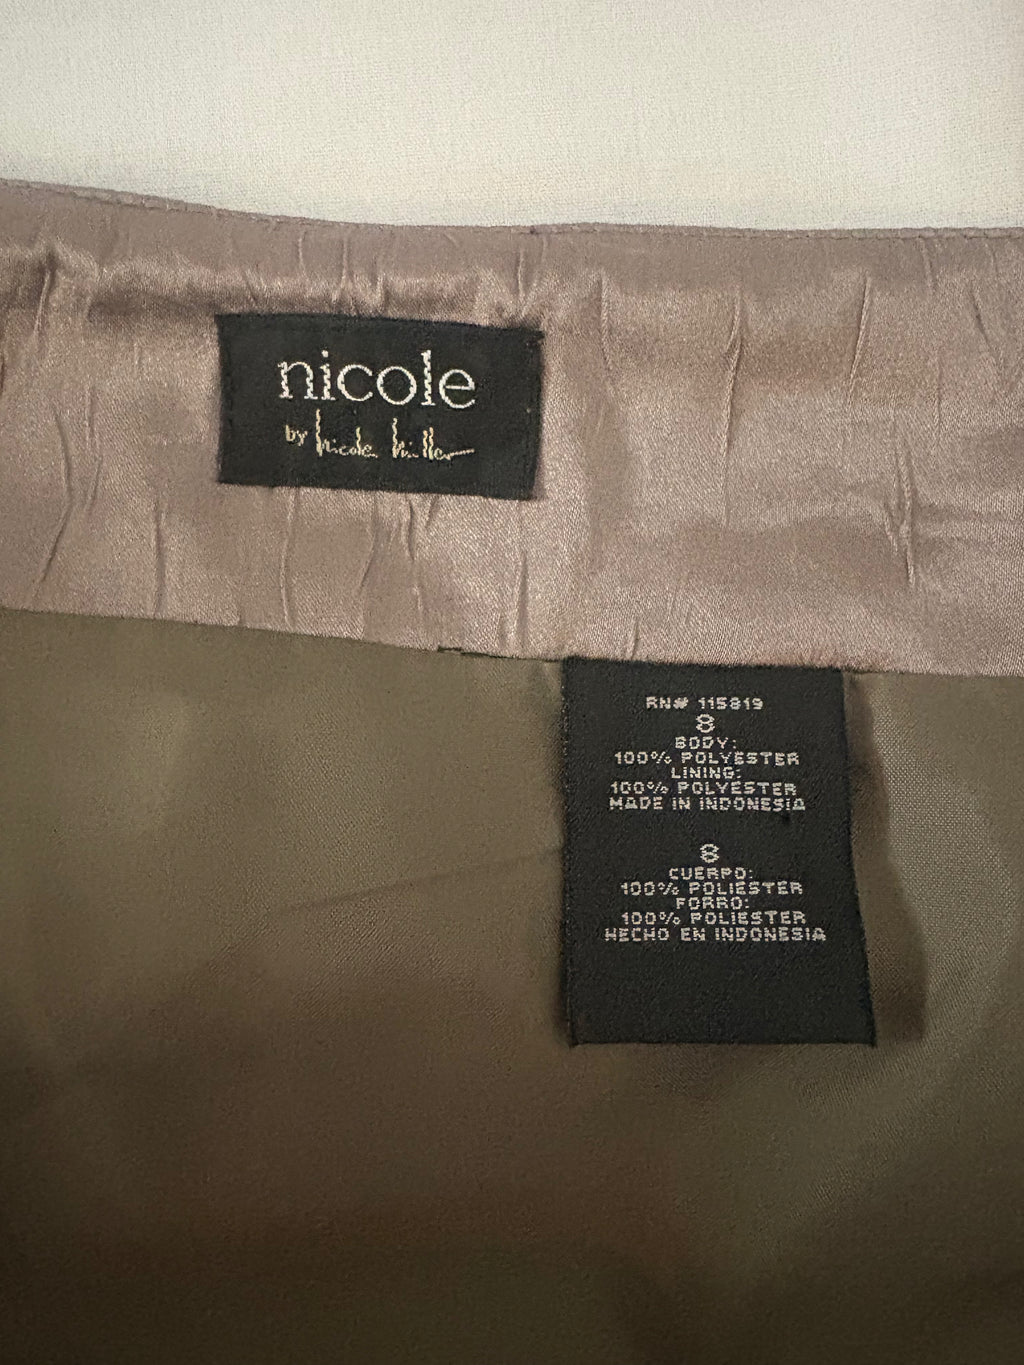 nicole
by Nicole Miller
RN# 115819
8
BODY:
100% POLYESTER
LINING:
100% POLYESTER
MADE IN INDONESIA
8
CUERPO:
100% POLIESTER
FORRO:
100% POLIESTER
HECHO EN INDONESIA